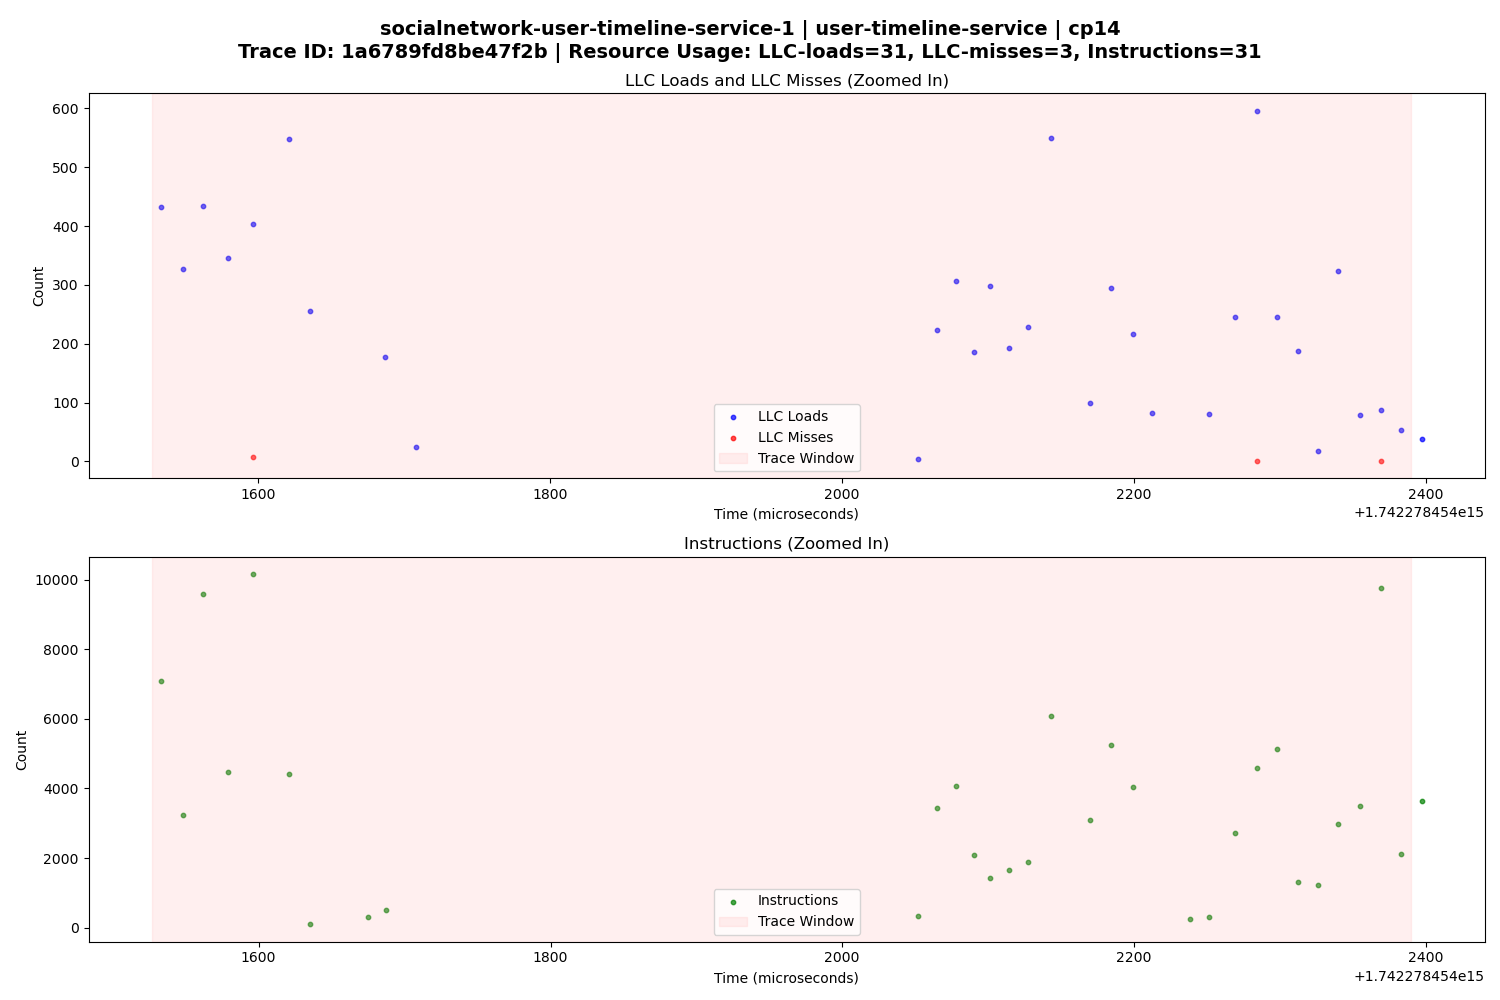 socialnetwork-user-timeline-service-1 | user-timeline-service | cp14
Trace ID: 1a6789fd8be47f2b | Resource Usage: LLC-loads=31, LLC-misses=3, Instructions=31
LLC Loads and LLC Misses (Zoomed In)
600
500
400
300
200
100
0
Count
LLC Loads
LLC Misses
Trace Window
1600 1800 2000 2200 2400
Time (microseconds)
+1.742278454e15
Instructions (Zoomed In)
10000
8000
6000
4000
2000
0
Count
Instructions
Trace Window
1600 1800 2000 2200 2400
Time (microseconds)
+1.742278454e15